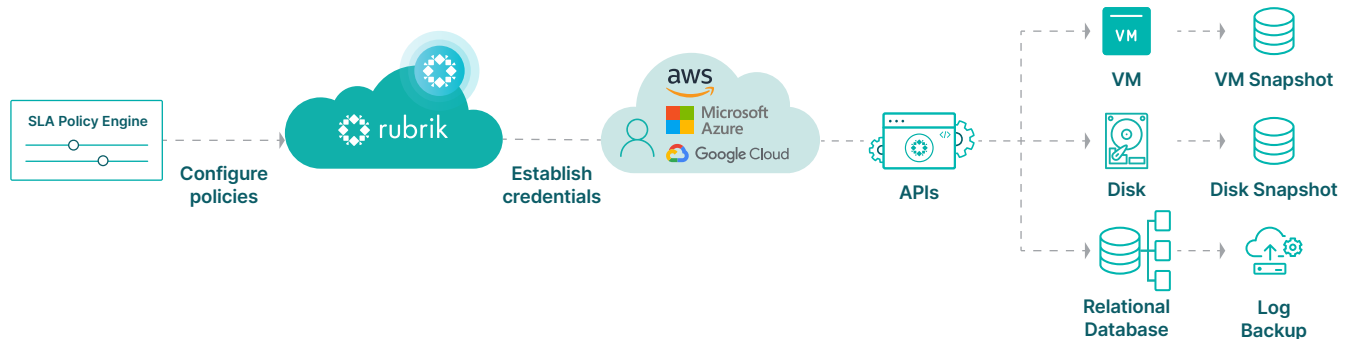 SLA Policy Engine
Configure
policies
rubrik
Establish
credentials
aws
Microsoft
Azure
Google Cloud
</>
APIs
VM
VM
VM Snapshot
Disk
Disk Snapshot
Relational
Database
Log
Backup